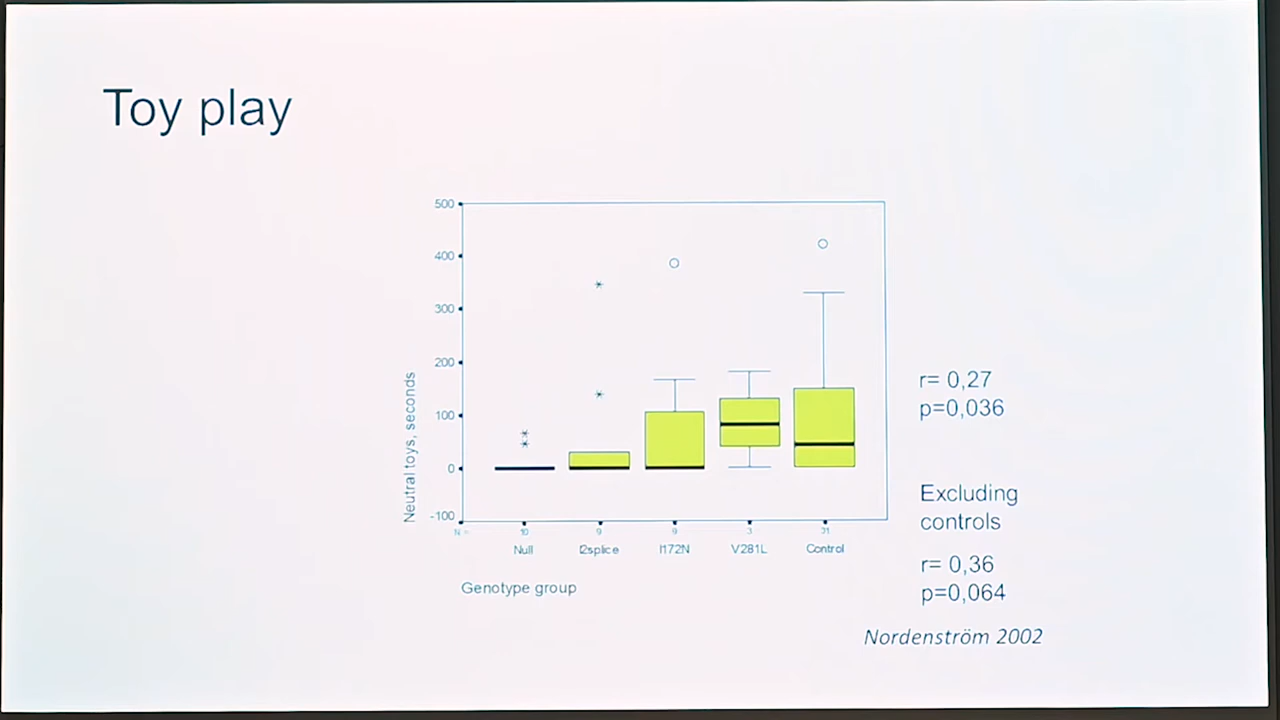 Toy play
500
400
300
200
100
0
-100
Neutral toys, seconds
N = 10 9 9 3 31
Null I2splice I172N V281L Control
Genotype group
r= 0,27
p=0,036
Excluding
controls
r= 0,36
p=0,064
Nordenström 2002